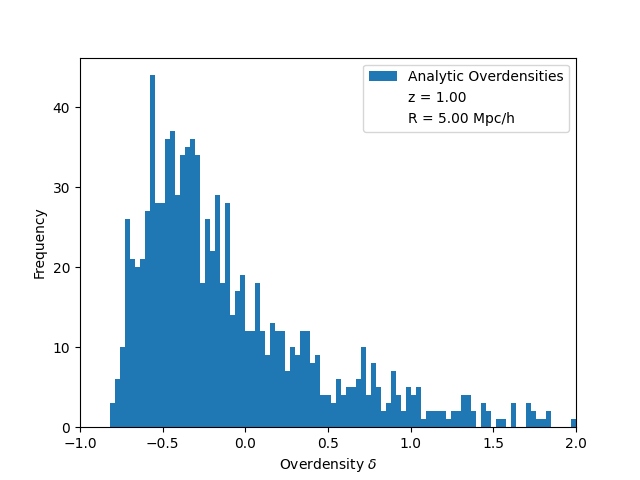 Analytic Overdensities
z = 1.00
R = 5.00 Mpc/h
40
30
20
10
0
Frequency
−1.0 −0.5 0.0 0.5 1.0 1.5 2.0
Overdensity δ